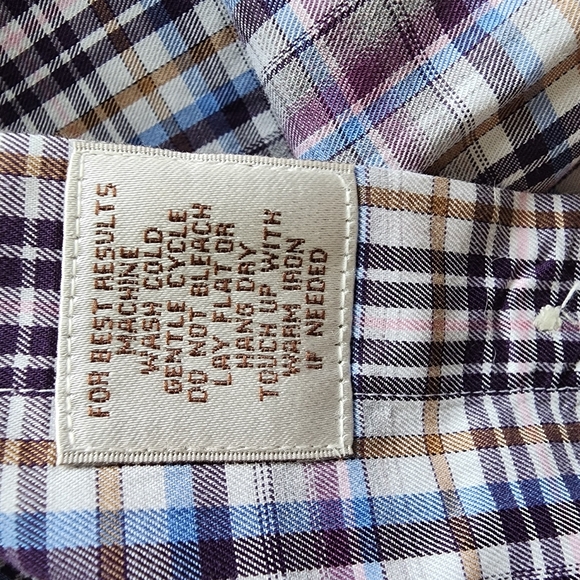 FOR BEST RESULTS
MACHINE
WASH COLD
GENTLE CYCLE
DO NOT BLEACH
LAY FLAT OR
HANG DRY
TOUCH UP WITH
WARM IRON
IF NEEDED